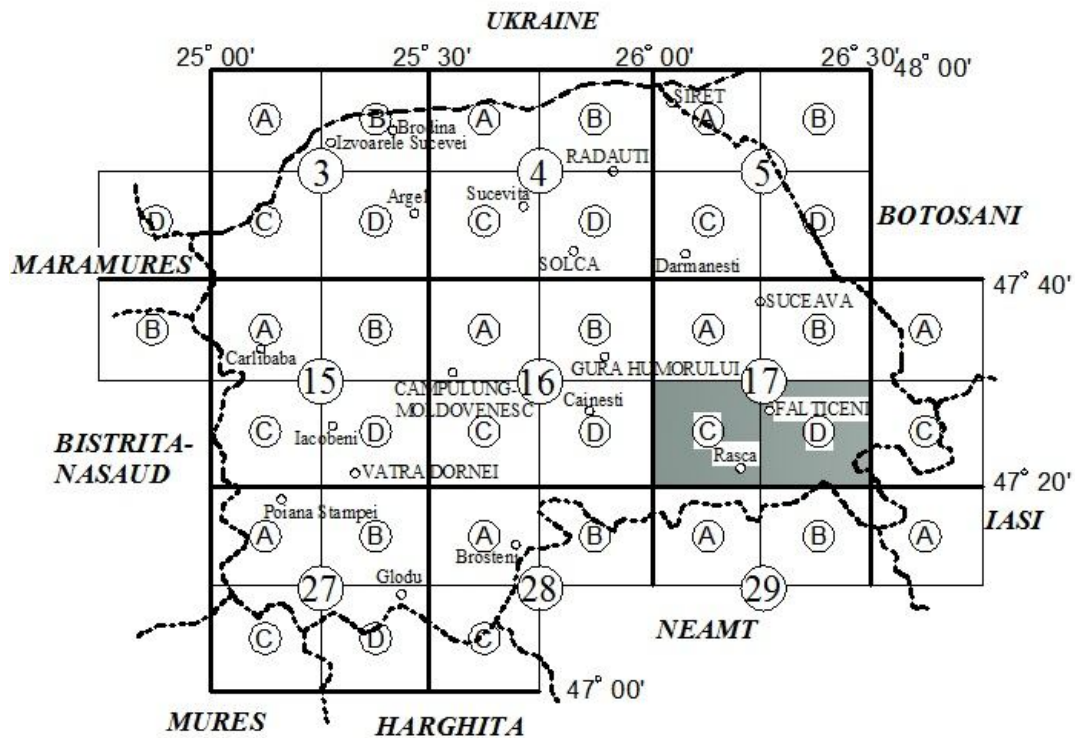 UKRAINE
25° 00' 25° 30' 26° 00' 26° 30'
48° 00'
SIRET
A B A B A B
Brodina
Izvoarele Sucevei
RADAUTI
3 4 5
Argel Sucevita
D C D C D C D
BOTOSANI
MARAMURES
SOLCA Darmanesti
47° 40'
SUCEAVA
B A B A B A B A
Carlibaba
GURA HUMORULUI
15 16 17
CAMPULUNG-
MOLDOVENESC
Cainesti
FALTICENI
BISTRITA-
NASAUD
Iacobeni
C D C D C D C
Rasca
VATRA DORNEI
47° 20'
Poiana Stampei
IASI
A B A B A B A
Brosteni
Glodu
27 28 29
NEAMT
C D C
47° 00'
MURES HARGHITA